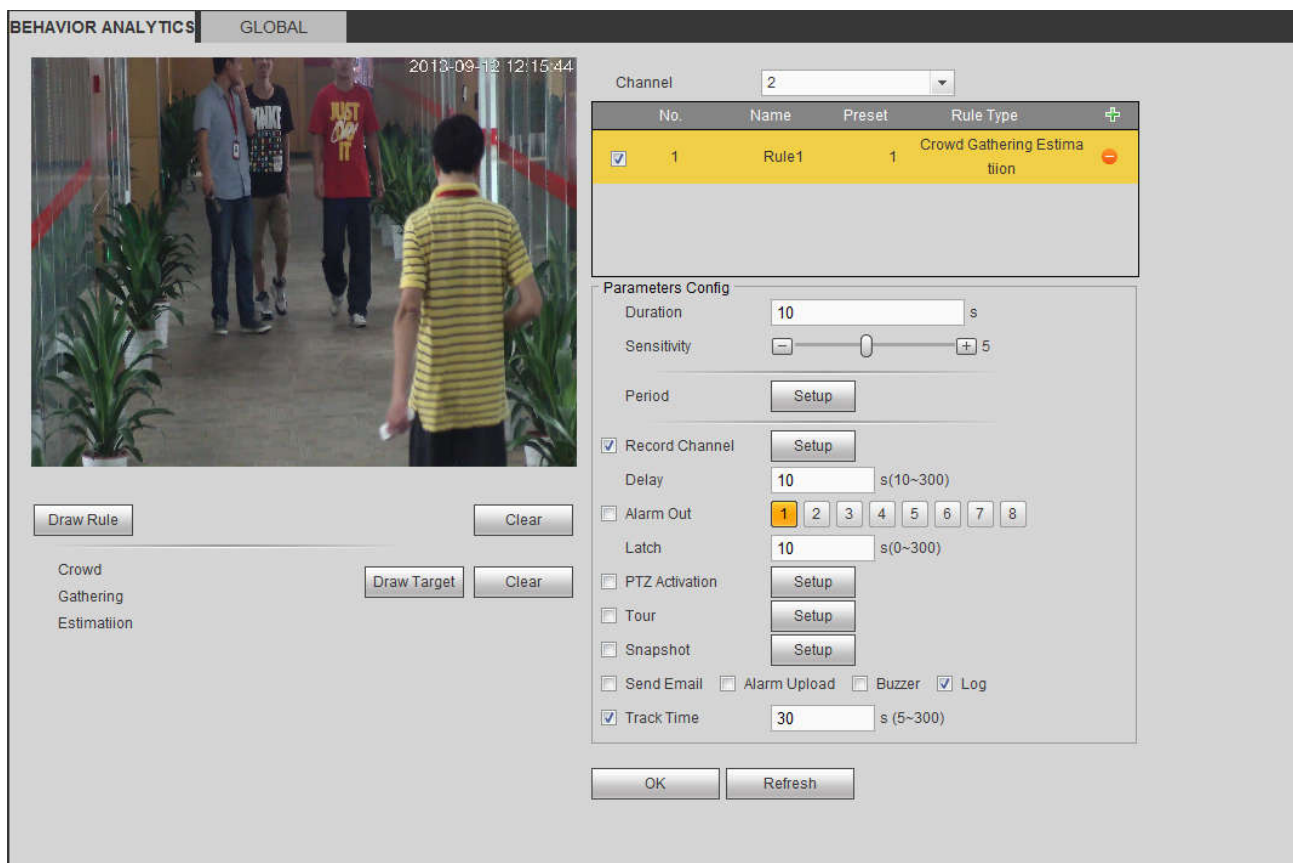 BEHAVIOR ANALYTICS
GLOBAL
2013-09-12 12:15:44
JUST
IT
Draw Rule
Clear
Crowd
Gathering
Estimatiion
Draw Target
Clear
Channel
2
No. Name Preset Rule Type
1 Rule1 1 Crowd Gathering Estima
tiion
Parameters Config
Duration 10 s
Sensitivity 5
Period Setup
Record Channel Setup
Delay 10 s(10~300)
Alarm Out 1 2 3 4 5 6 7 8
Latch 10 s(0~300)
PTZ Activation Setup
Tour Setup
Snapshot Setup
Send Email Alarm Upload Buzzer Log
Track Time 30 s (5~300)
OK Refresh